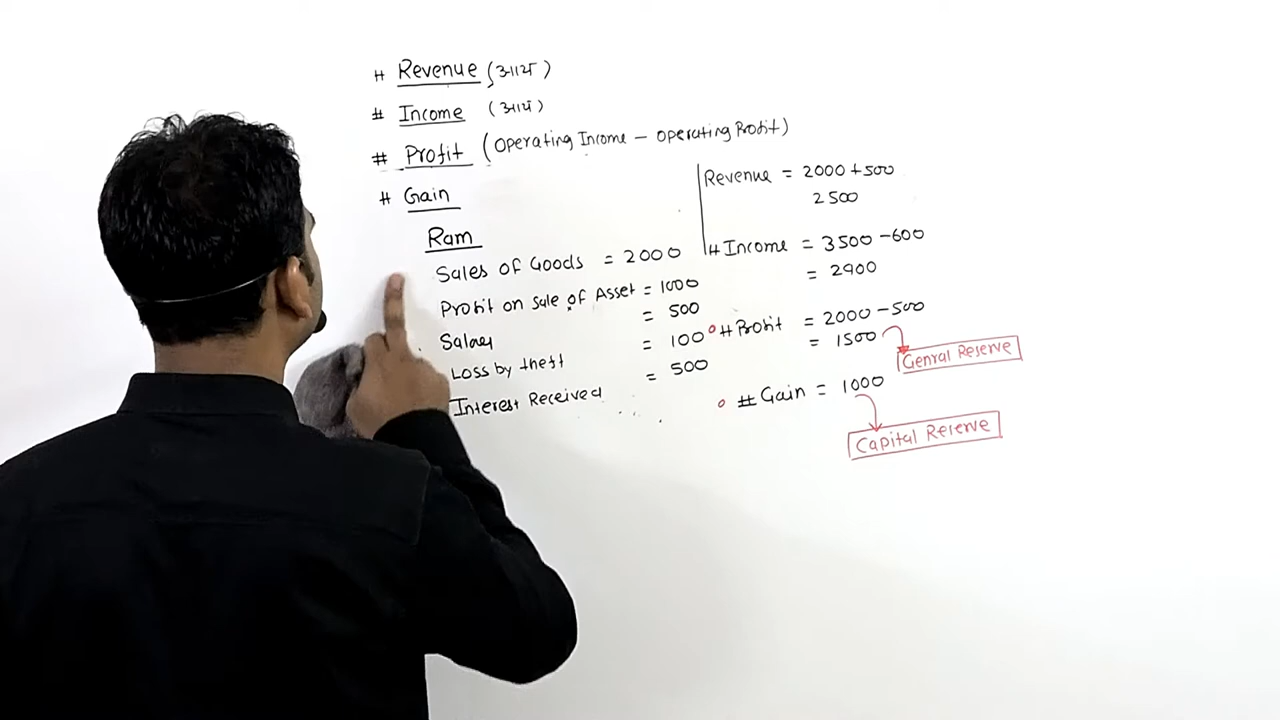 # Revenue (आय)
# Income (आय)
# Profit (Operating Income - Operating Profit)
# Gain
Ram
Sales of Goods = 2000
Profit on Sale of Asset = 1000
Salary = 500
Loss by theft = 100
Interest Received = 500
Revenue = 2000 + 500
2500
# Income = 3500 - 600
= 2900
# Profit = 2000 - 500
= 1500
Genral Reserve
# Gain = 1000
Capital Reserve